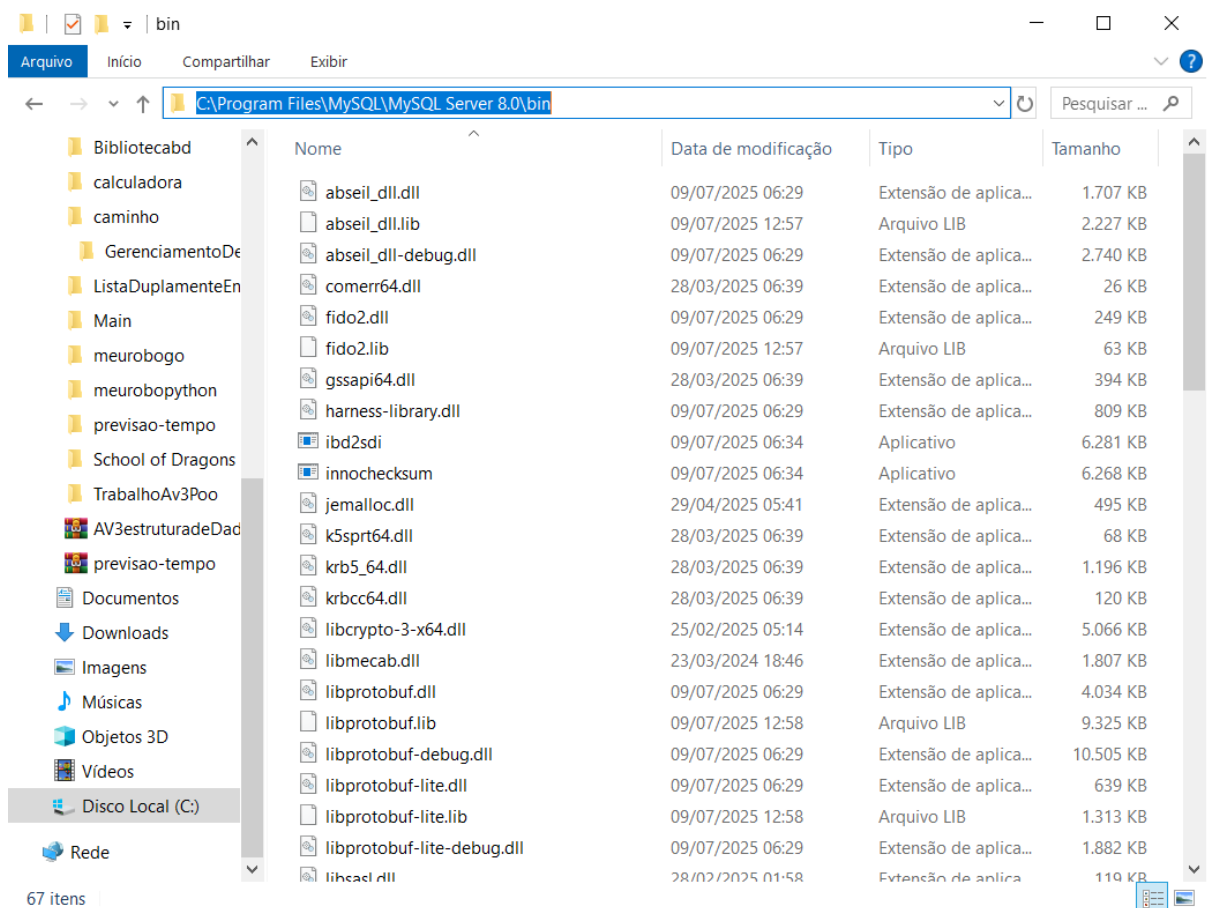 bin
Arquivo Início Compartilhar Exibir ?
C:\Program Files\MySQL\MySQL Server 8.0\bin Pesquisar ...
Bibliotecabd
calculadora
caminho
GerenciamentoDe
ListaDuplamenteEn
Main
meurobogo
meurobopython
previsao-tempo
School of Dragons
TrabalhoAv3Poo
AV3estruturadeDad
previsao-tempo
Documentos
Downloads
Imagens
Músicas
Objetos 3D
Vídeos
Disco Local (C:)
Rede
Nome Data de modificação Tipo Tamanho
abseil_dll.dll 09/07/2025 06:29 Extensão de aplica... 1.707 KB
abseil_dll.lib 09/07/2025 12:57 Arquivo LIB 2.227 KB
abseil_dll-debug.dll 09/07/2025 06:29 Extensão de aplica... 2.740 KB
comerr64.dll 28/03/2025 06:39 Extensão de aplica... 26 KB
fido2.dll 09/07/2025 06:29 Extensão de aplica... 249 KB
fido2.lib 09/07/2025 12:57 Arquivo LIB 63 KB
gssapi64.dll 28/03/2025 06:39 Extensão de aplica... 394 KB
harness-library.dll 09/07/2025 06:29 Extensão de aplica... 809 KB
ibd2sdi 09/07/2025 06:34 Aplicativo 6.281 KB
innochecksum 09/07/2025 06:34 Aplicativo 6.268 KB
jemalloc.dll 29/04/2025 05:41 Extensão de aplica... 495 KB
k5sprt64.dll 28/03/2025 06:39 Extensão de aplica... 68 KB
krb5_64.dll 28/03/2025 06:39 Extensão de aplica... 1.196 KB
krbcc64.dll 28/03/2025 06:39 Extensão de aplica... 120 KB
libcrypto-3-x64.dll 25/02/2025 05:14 Extensão de aplica... 5.066 KB
libmecab.dll 23/03/2024 18:46 Extensão de aplica... 1.807 KB
libprotobuf.dll 09/07/2025 06:29 Extensão de aplica... 4.034 KB
libprotobuf.lib 09/07/2025 12:58 Arquivo LIB 9.325 KB
libprotobuf-debug.dll 09/07/2025 06:29 Extensão de aplica... 10.505 KB
libprotobuf-lite.dll 09/07/2025 06:29 Extensão de aplica... 639 KB
libprotobuf-lite.lib 09/07/2025 12:58 Arquivo LIB 1.313 KB
libprotobuf-lite-debug.dll 09/07/2025 06:29 Extensão de aplica... 1.882 KB
libsasl.dll 28/02/2025 01:58 Extensão de aplica 119 KB
67 itens